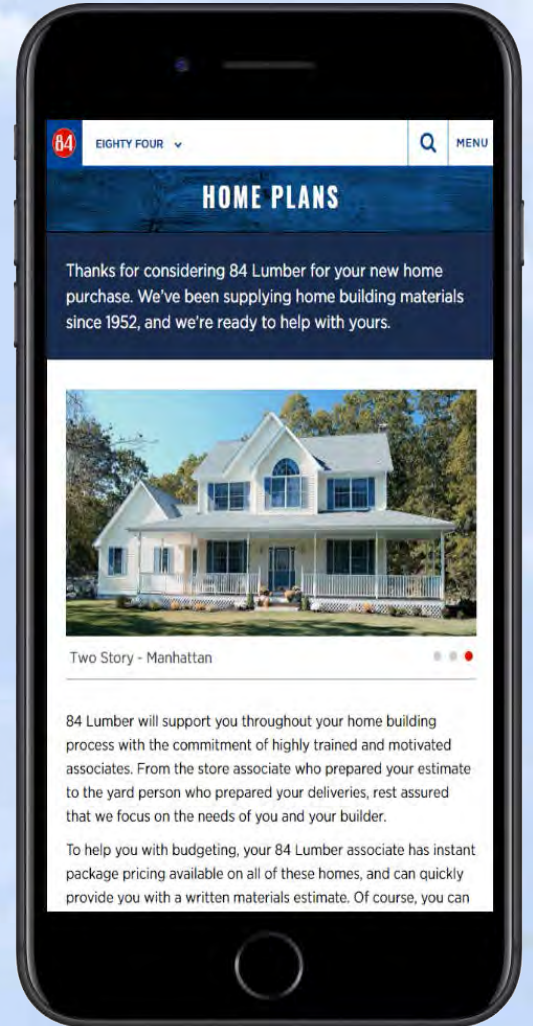 84 EIGHTY FOUR MENU
HOME PLANS
Thanks for considering 84 Lumber for your new home
purchase. We've been supplying home building materials
since 1952, and we're ready to help with yours.
Two Story - Manhattan
84 Lumber will support you throughout your home building
process with the commitment of highly trained and motivated
associates. From the store associate who prepared your estimate
to the yard person who prepared your deliveries, rest assured
that we focus on the needs of you and your builder.
To help you with budgeting, your 84 Lumber associate has instant
package pricing available on all of these homes, and can quickly
provide you with a written materials estimate. Of course, you can